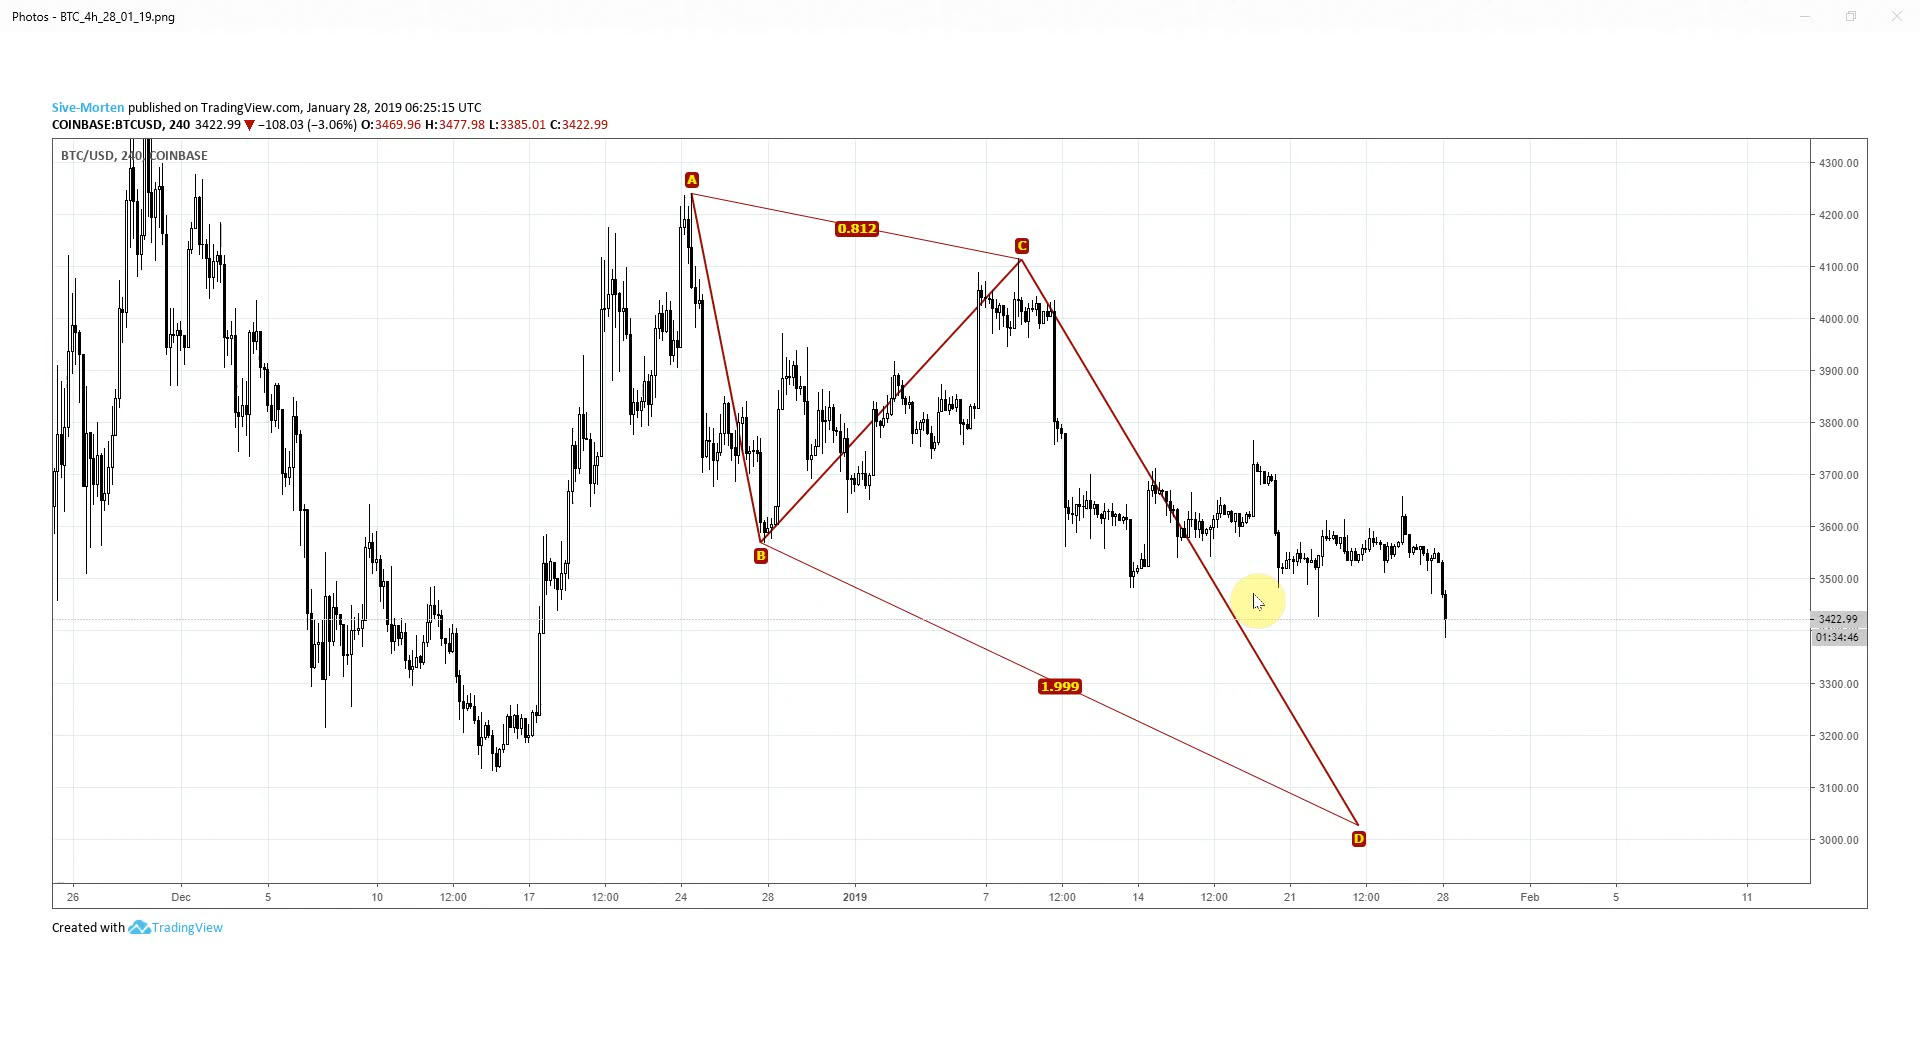 Photos - BTC_4h_28_01_19.png
Sive-Morten published on TradingView.com, January 28, 2019 06:25:15 UTC
COINBASE:BTCUSD, 240 3422.99 ▼ −108.03 (−3.06%) O:3469.96 H:3477.98 L:3385.01 C:3422.99
BTC/USD, 240, COINBASE
4300.00
A
4200.00
0.812
C
4100.00
4000.00
3900.00
3800.00
3700.00
3600.00
B
3500.00
3422.99
01:34:46
1.999
3300.00
3200.00
3100.00
D
3000.00
26 Dec 5 10 12:00 17 12:00 24 28 2019 7 12:00 14 12:00 21 12:00 28 Feb 5 11
Created with TradingView